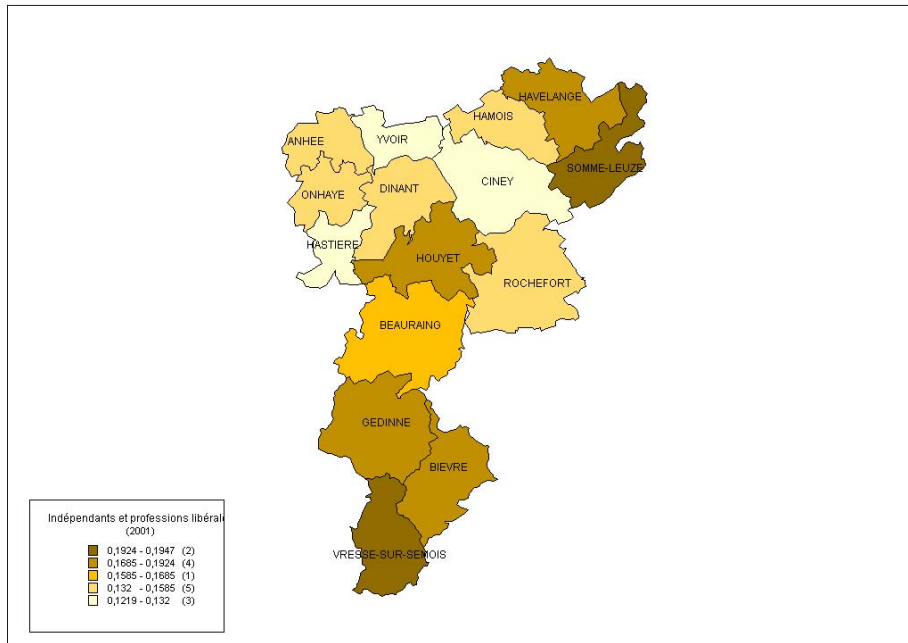 HAVELANGE
HAMOIS
YVOIR
ANHEE
SOMME-LEUZE
CINEY
DINANT
ONHAYE
HASTIERE
HOUYET
ROCHEFORT
BEAURAING
GEDINNE
BIEVRE
VRESSE-SUR-SEMOIS
Indépendants et professions libérale
(2001)
0,1924 - 0,1947 (2)
0,1685 - 0,1924 (4)
0,1585 - 0,1685 (1)
0,132 - 0,1585 (5)
0,1219 - 0,132 (3)